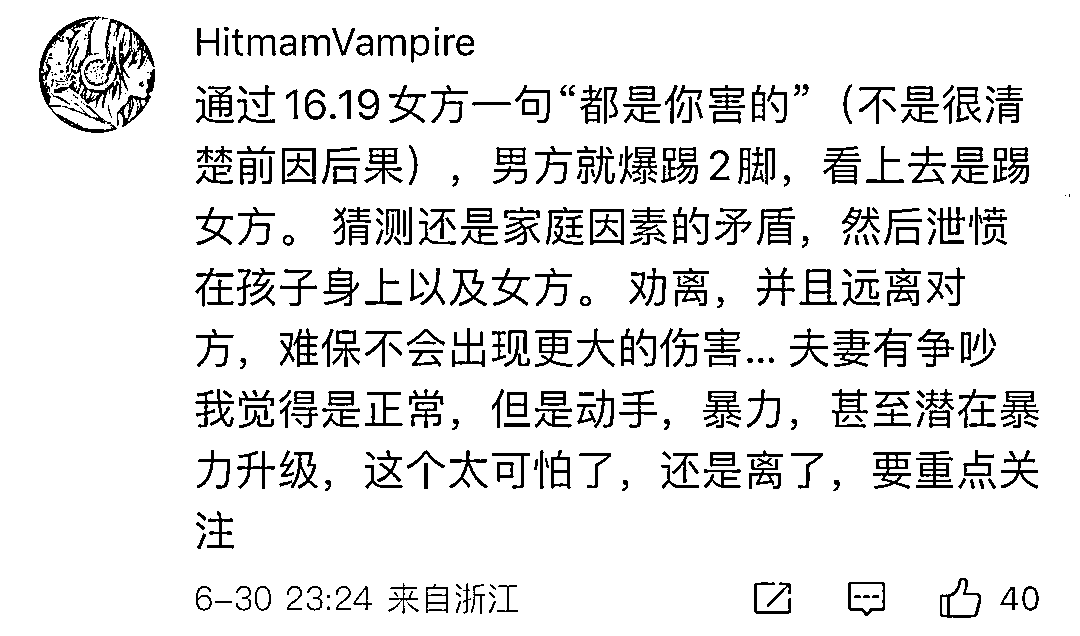 HitmamVampire
通过16.19女方一句“都是你害的”（不是很清
楚前因后果），男方就爆踢2脚，看上去是踢
女方。 猜测还是家庭因素的矛盾，然后泄愤
在孩子身上以及女方。 劝离，并且远离对
方，难保不会出现更大的伤害... 夫妻有争吵
我觉得是正常，但是动手，暴力，甚至潜在暴
力升级，这个太可怕了，还是离了，要重点关
注
6-30 23:24 来自浙江 40